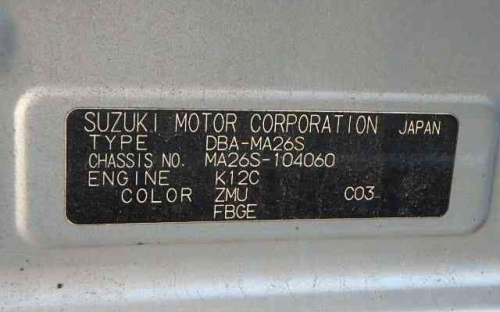 SUZUKI MOTOR CORPORATION JAPAN
TYPE DBA-MA26S
CHASSIS NO. MA26S-104060
ENGINE K12C
COLOR ZMU C03
FBGE